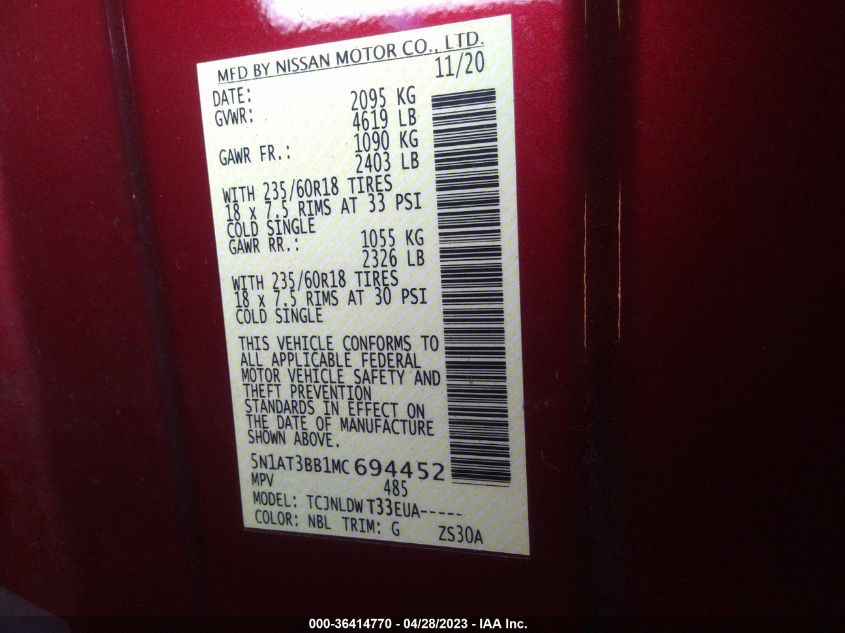 MFD BY NISSAN MOTOR CO., LTD.
DATE: 11/20
GVWR: 2095 KG
4619 LB
GAWR FR.: 1090 KG
2403 LB
WITH 235/60R18 TIRES
18 x 7.5 RIMS AT 33 PSI
COLD SINGLE
GAWR RR.: 1055 KG
2326 LB
WITH 235/60R18 TIRES
18 x 7.5 RIMS AT 30 PSI
COLD SINGLE
THIS VEHICLE CONFORMS TO
ALL APPLICABLE FEDERAL
MOTOR VEHICLE SAFETY AND
THEFT PREVENTION
STANDARDS IN EFFECT ON
THE DATE OF MANUFACTURE
SHOWN ABOVE.
5N1AT3BB1MC694452
MPV 485
MODEL: TCJNLDW T33EUA-----
COLOR: NBL TRIM: G ZS30A
000-36414770 - 04/28/2023 - IAA Inc.